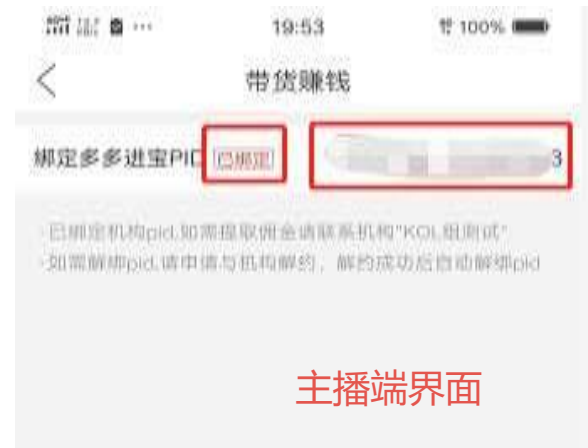 19:53
100%
带货赚钱
绑定多多进宝PID 已绑定 3
·已绑定机构pid,如需提取佣金请联系机构"KOL组测试"
·如需解绑pid,请申请与机构解约，解约成功后自动解绑pid
主播端界面